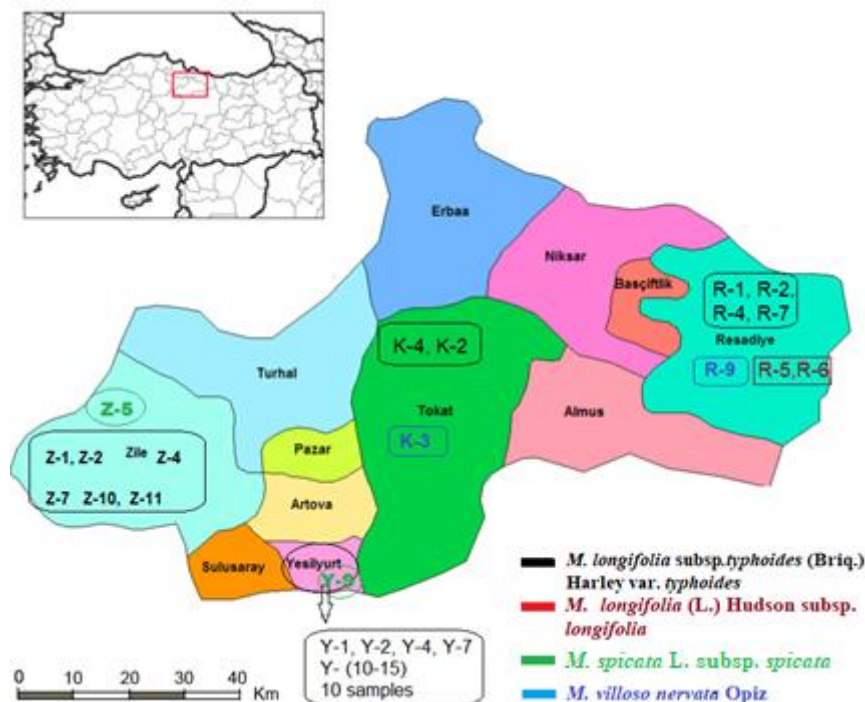 Erbaa
Niksar
Basçiftlik
R-1, R-2,
R-4, R-7
Resadiye
R-9
R-5,R-6
K-4, K-2
Turhal
Tokat
K-3
Almus
Z-5
Z-1, Z-2 Zile Z-4
Z-7 Z-10, Z-11
Pazar
Artova
Sulusaray
Yesilyurt
Y-9
Y-1, Y-2, Y-4, Y-7
Y- (10-15)
10 samples
M. longifolia subsp.typhoides (Briq.)
Harley var. typhoides
M. longifolia (L.) Hudson subsp.
longifolia
M. spicata L. subsp. spicata
M. villoso nervata Opiz
0 10 20 30 40
Km